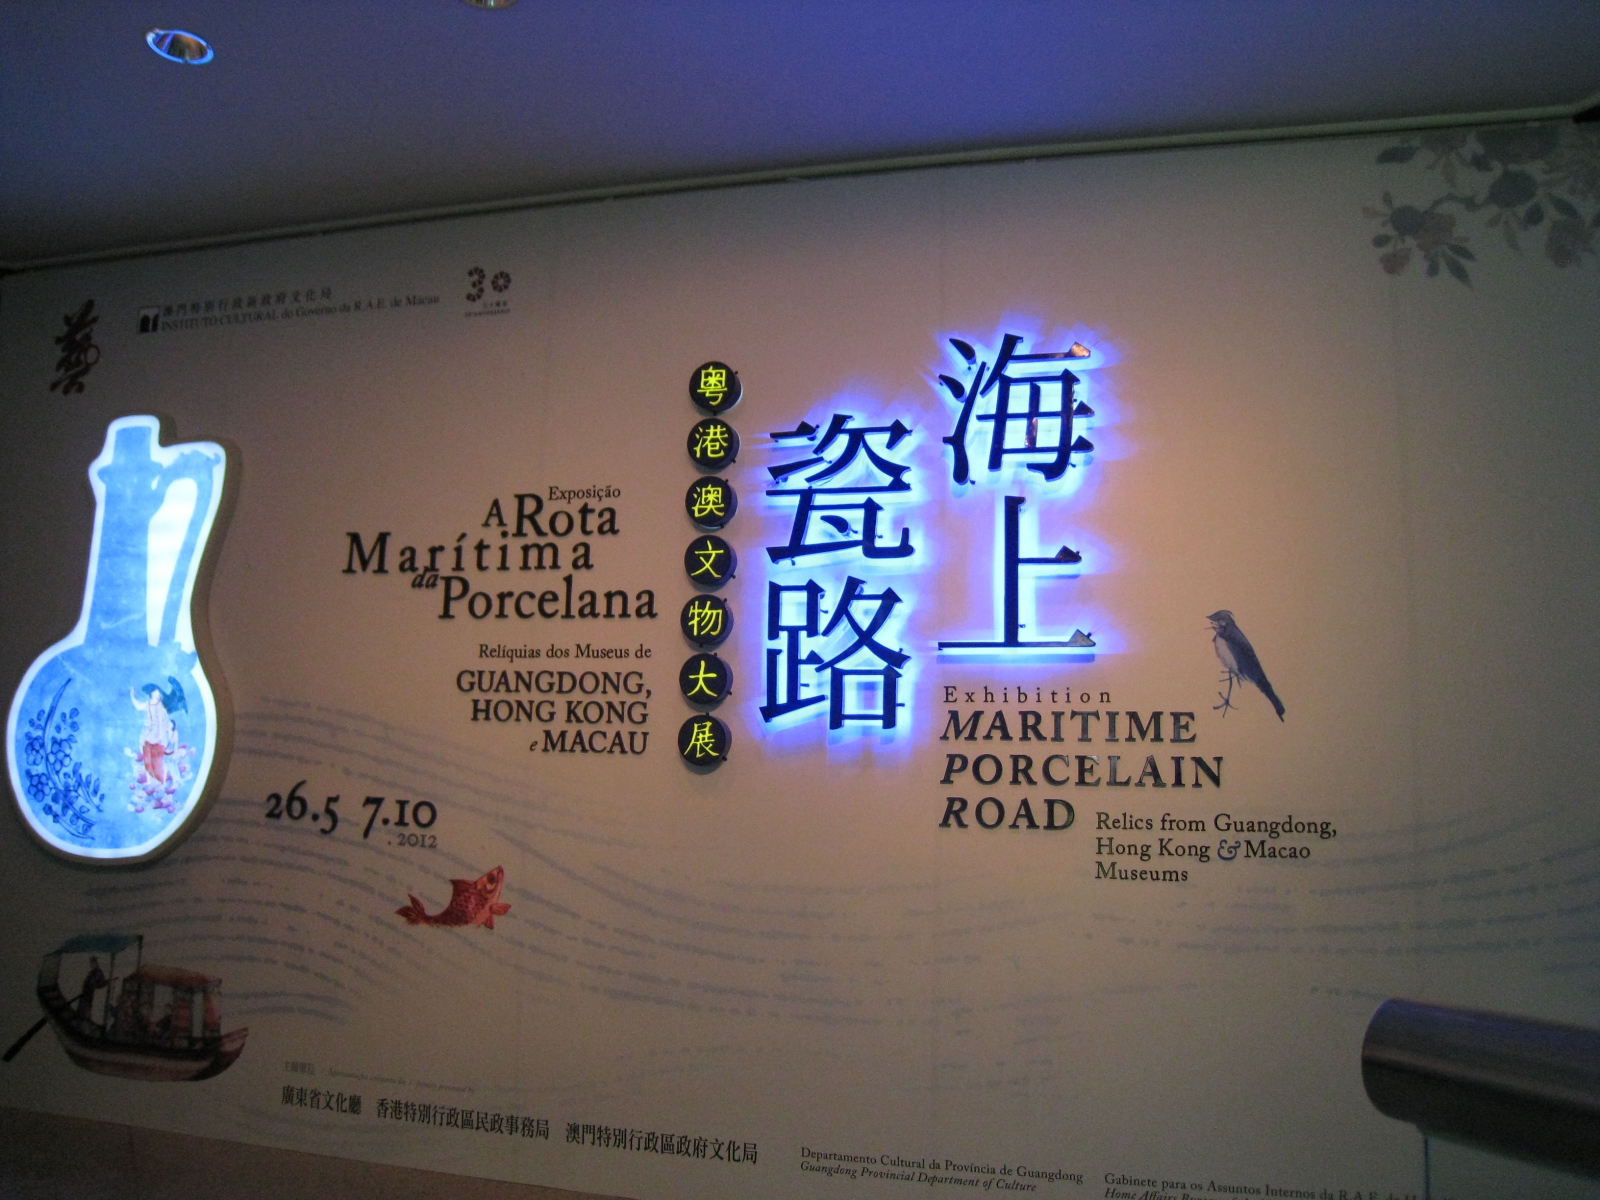 澳門特別行政區政府文化局
INSTITUTO CULTURAL do Governo da R.A.E. de Macau
30
藝
海上
瓷路
粵港澳文物大展
Exposição
A Rota
Marítima
da
Porcelana
Relíquias dos Museus de
GUANGDONG,
HONG KONG
e MACAU
26.5 7.10
.2012
Exhibition
MARITIME
PORCELAIN
ROAD
Relics from Guangdong,
Hong Kong & Macao
Museums
廣東省文化廳 香港特別行政區民政事務局 澳門特別行政區政府文化局
Departamento Cultural da Província de Guangdong
Guangdong Provincial Department of Culture
Gabinete para os Assuntos Internos da R.A.E. de
Home Affairs